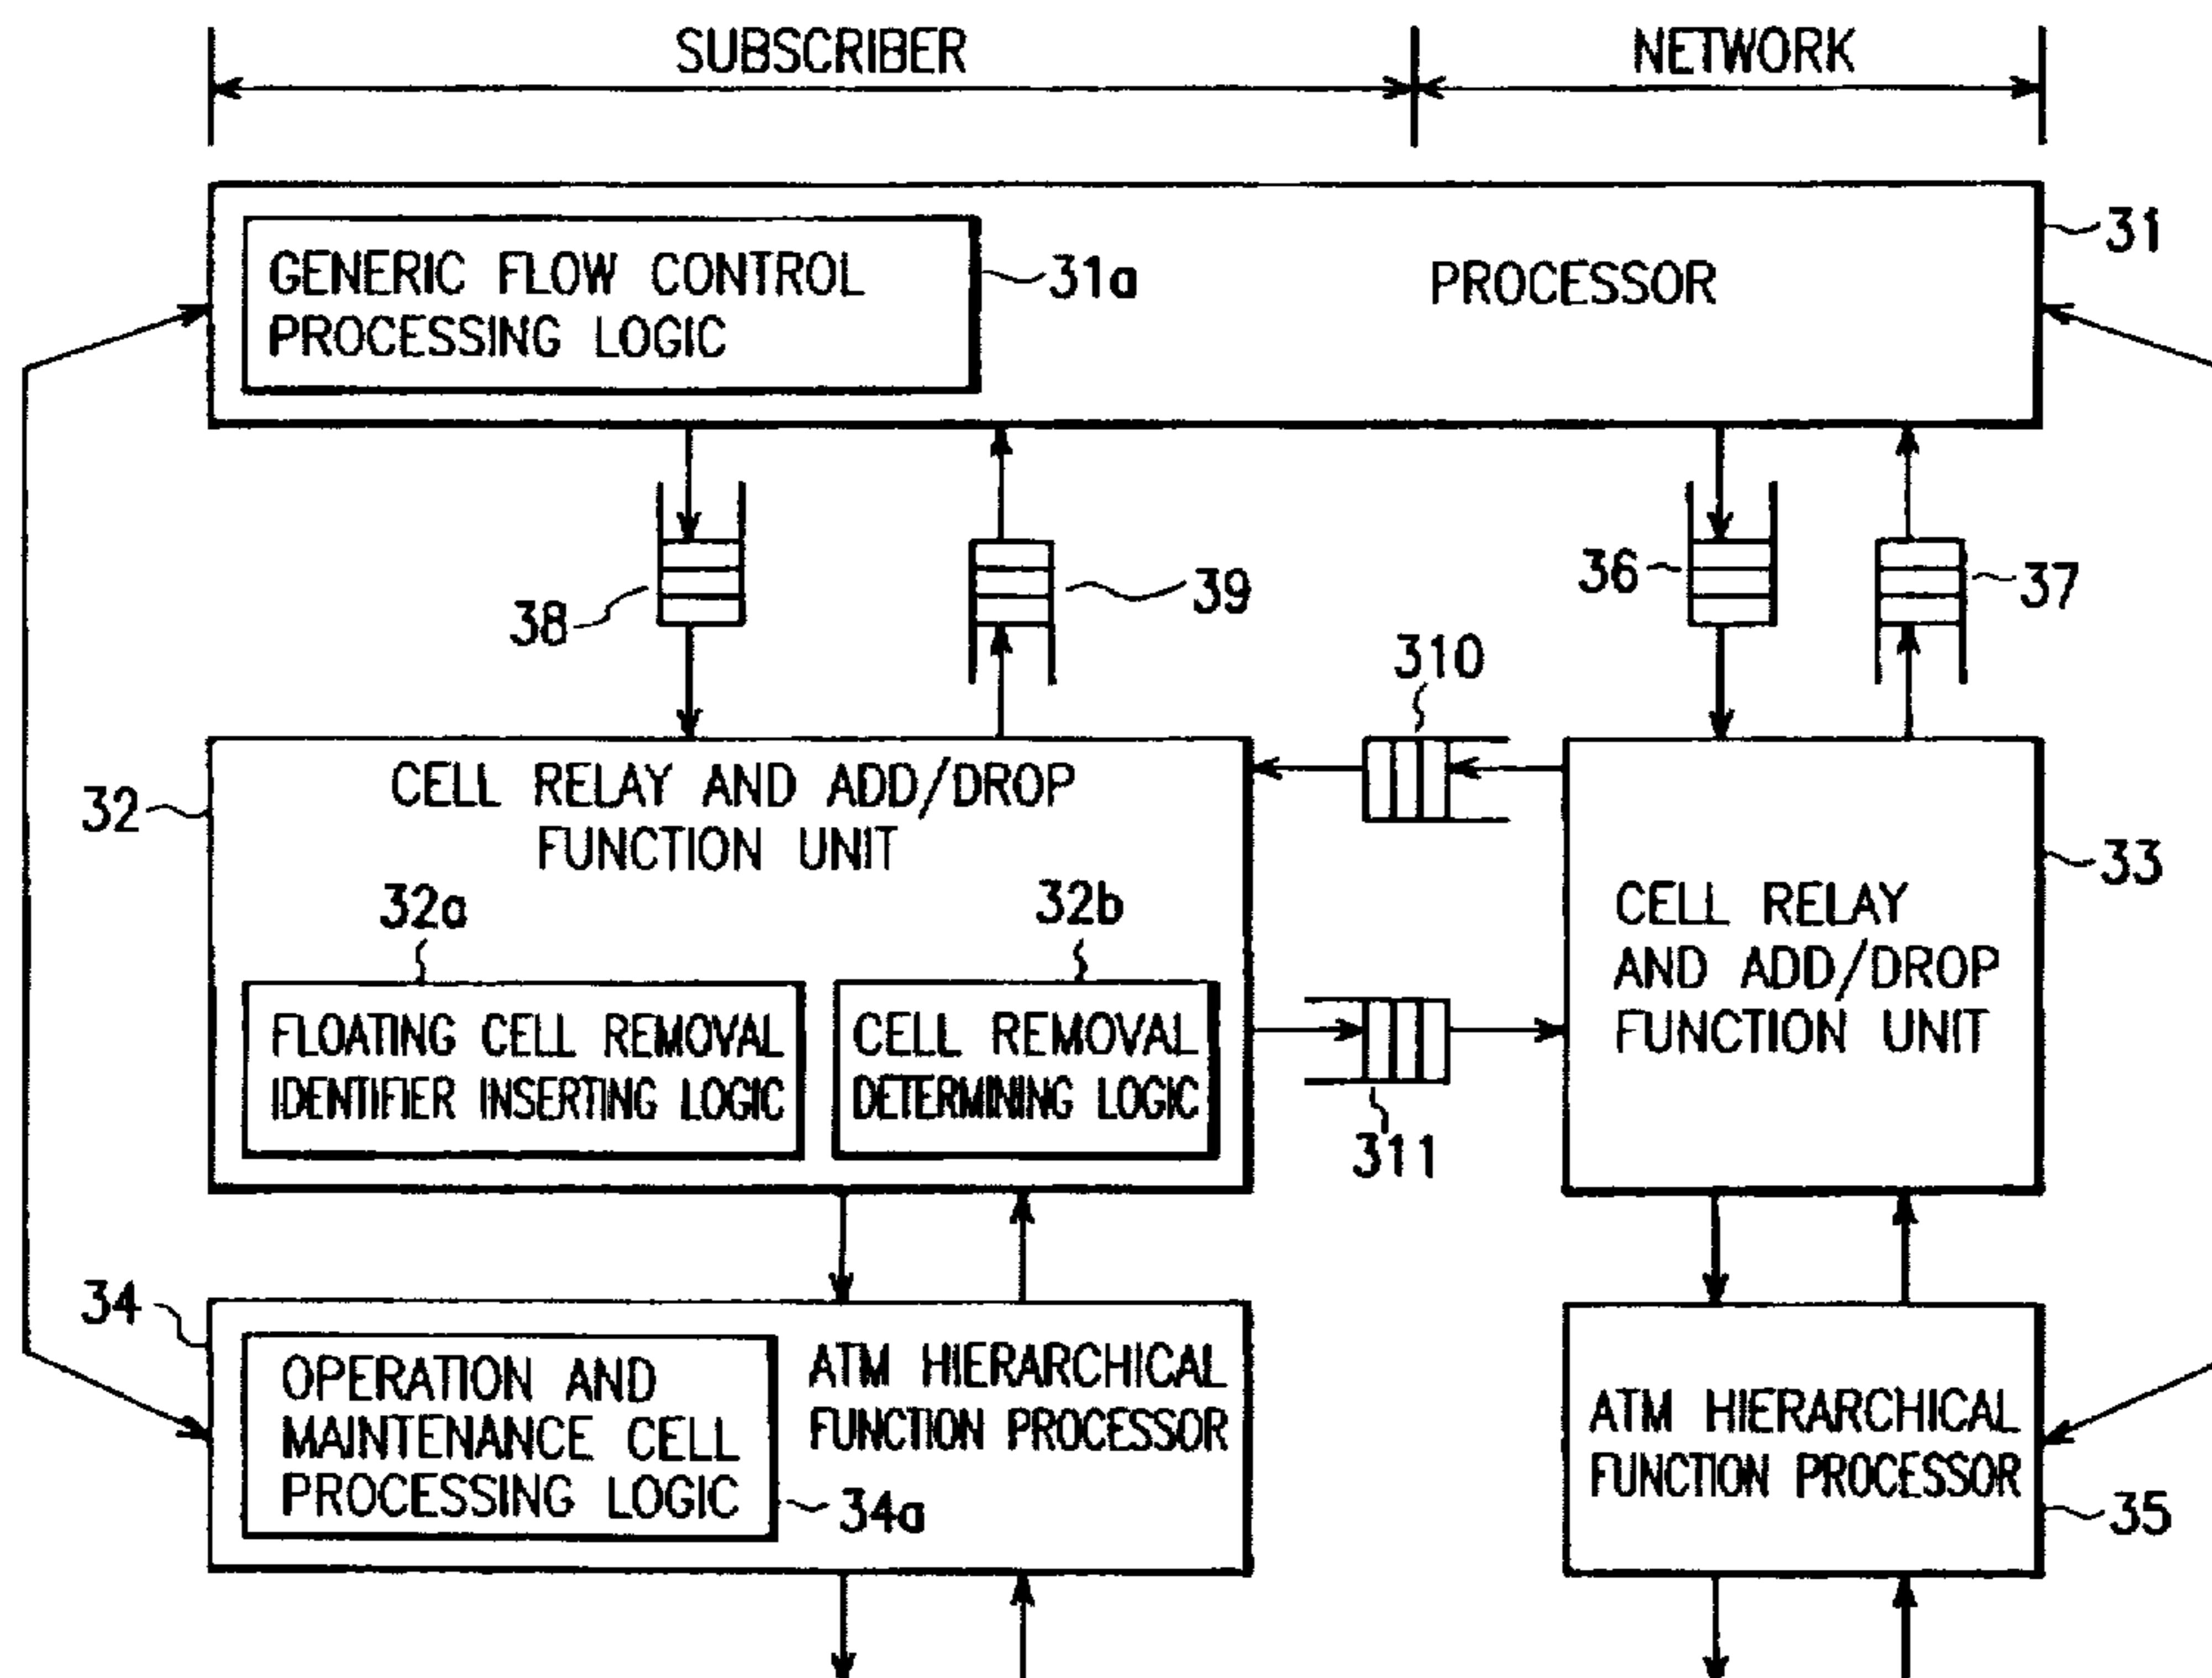 SUBSCRIBER
NETWORK
31
GENERIC FLOW CONTROL
PROCESSING LOGIC
31a
PROCESSOR
38
39
36
37
310
32
CELL RELAY AND ADD/DROP
FUNCTION UNIT
32a
32b
FLOATING CELL REMOVAL
IDENTIFIER INSERTING LOGIC
CELL REMOVAL
DETERMINING LOGIC
311
33
CELL RELAY
AND ADD/DROP
FUNCTION UNIT
34
OPERATION AND
MAINTENANCE CELL
PROCESSING LOGIC
34a
ATM HIERARCHICAL
FUNCTION PROCESSOR
ATM HIERARCHICAL
FUNCTION PROCESSOR
35